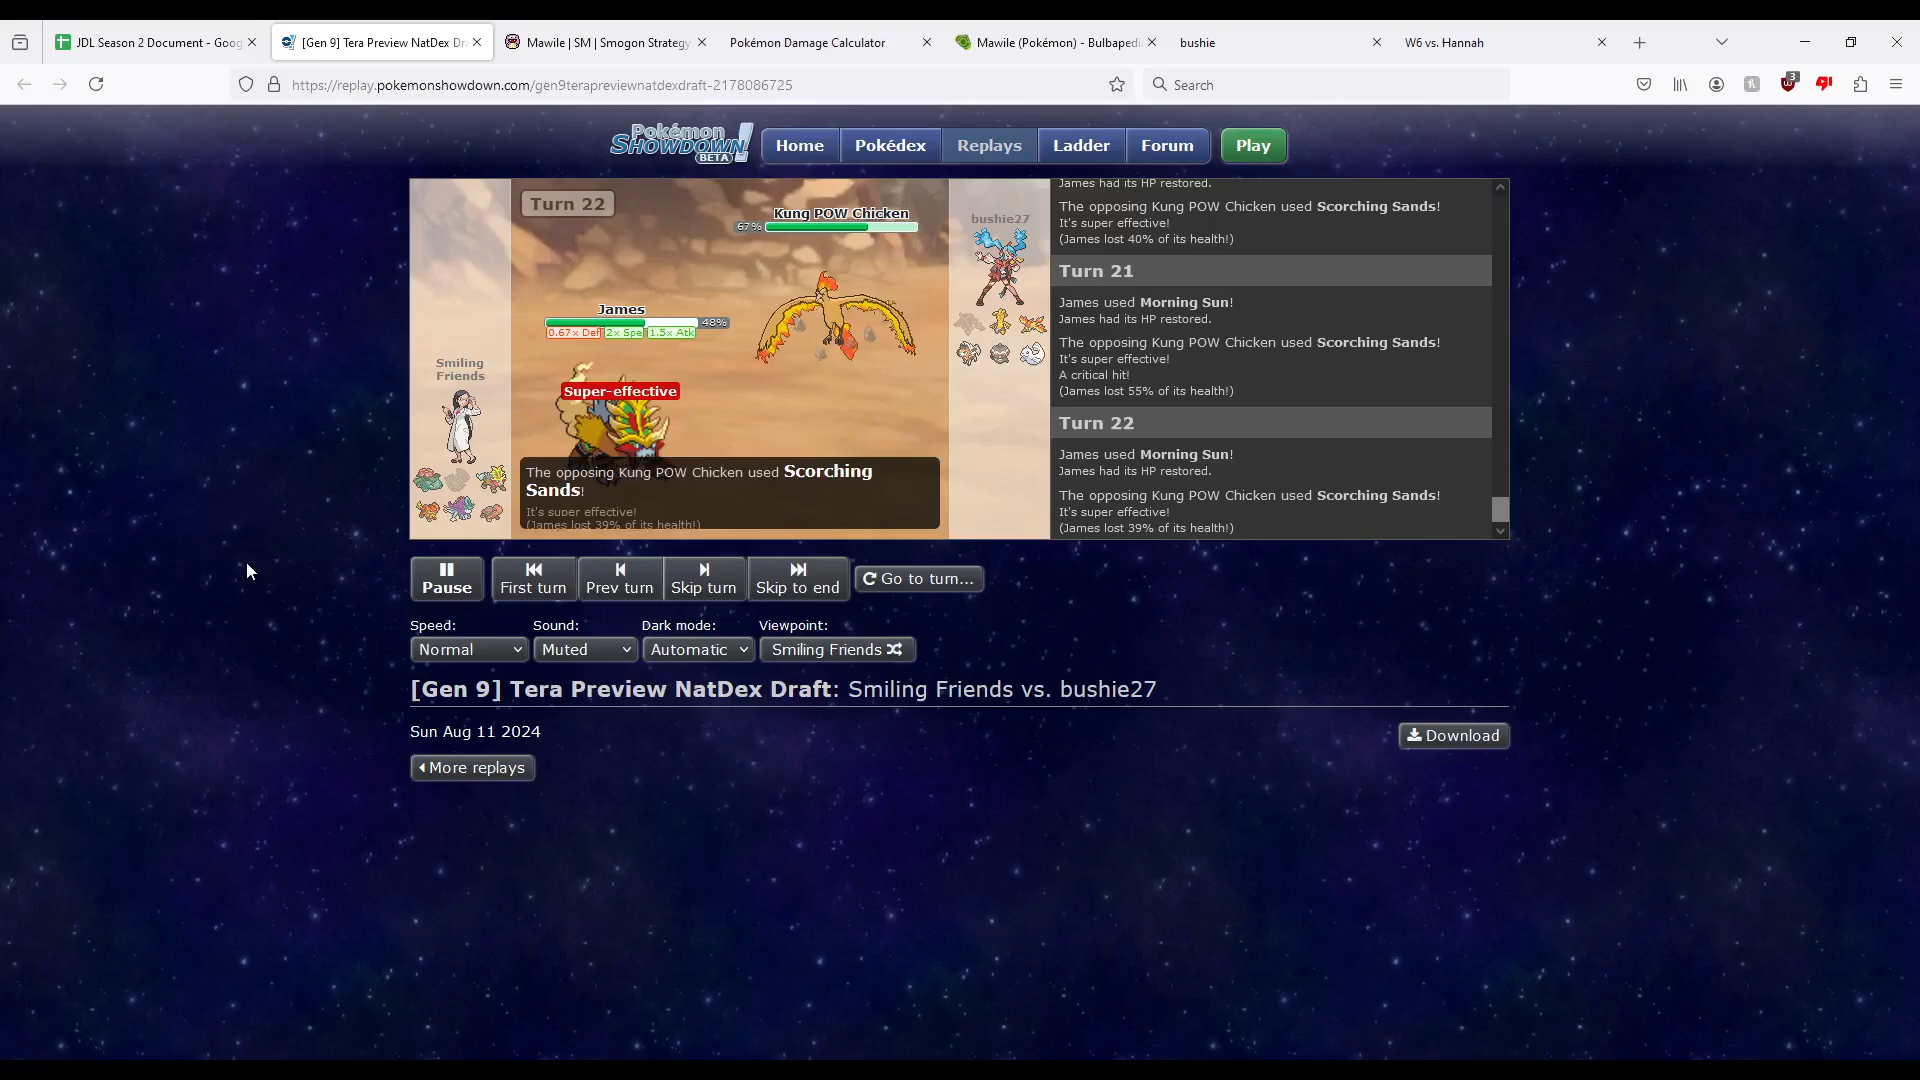 JDL Season 2 Document - Goog
[Gen 9] Tera Preview NatDex Dr
Mawile | SM | Smogon Strategy
Pokémon Damage Calculator
Mawile (Pokémon) - Bulbapedi
bushie
W6 vs. Hannah
https://replay.pokemonshowdown.com/gen9terapreviewnatdexdraft-2178086725
Search
3
Pokémon
Showdown!
BETA
Home
Pokédex
Replays
Ladder
Forum
Play
Turn 22
Kung POW Chicken
67%
James
48%
0.67× Def 2× Spe 1.5× Atk
Super-effective
Smiling
Friends
bushie27
The opposing Kung POW Chicken used Scorching
Sands!
It's super effective!
(James lost 39% of its health!)
James had its HP restored.
The opposing Kung POW Chicken used Scorching Sands!
It's super effective!
(James lost 40% of its health!)
Turn 21
James used Morning Sun!
James had its HP restored.
The opposing Kung POW Chicken used Scorching Sands!
It's super effective!
A critical hit!
(James lost 55% of its health!)
Turn 22
James used Morning Sun!
James had its HP restored.
The opposing Kung POW Chicken used Scorching Sands!
It's super effective!
(James lost 39% of its health!)
Pause
First turn
Prev turn
Skip turn
Skip to end
Go to turn...
Speed:
Sound:
Dark mode:
Viewpoint:
Normal
Muted
Automatic
Smiling Friends
[Gen 9] Tera Preview NatDex Draft: Smiling Friends vs. bushie27
Sun Aug 11 2024
Download
More replays